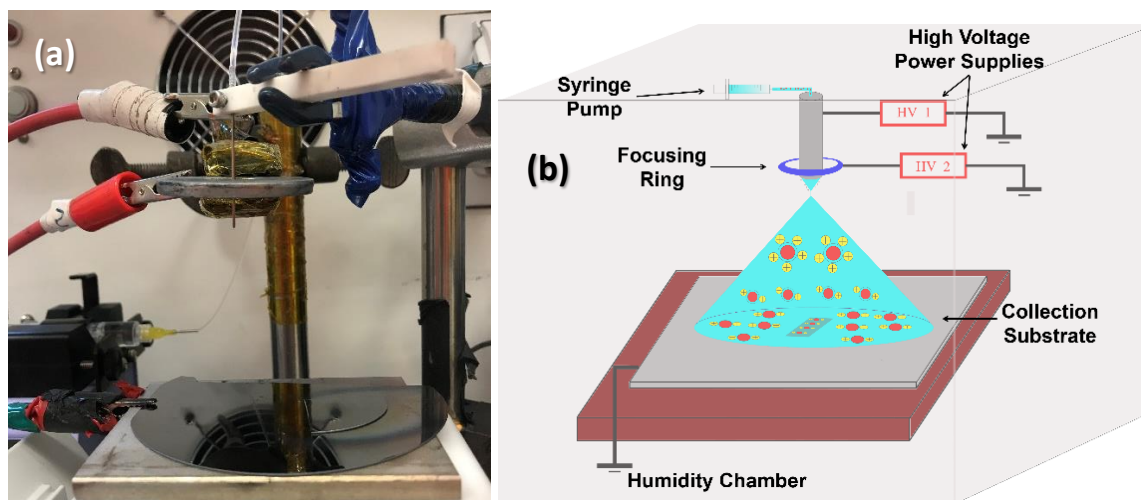 (a)
High Voltage
Power Supplies
Syringe
Pump
HV 1
Focusing
Ring
(b)
HV 2
Collection
Substrate
Humidity Chamber